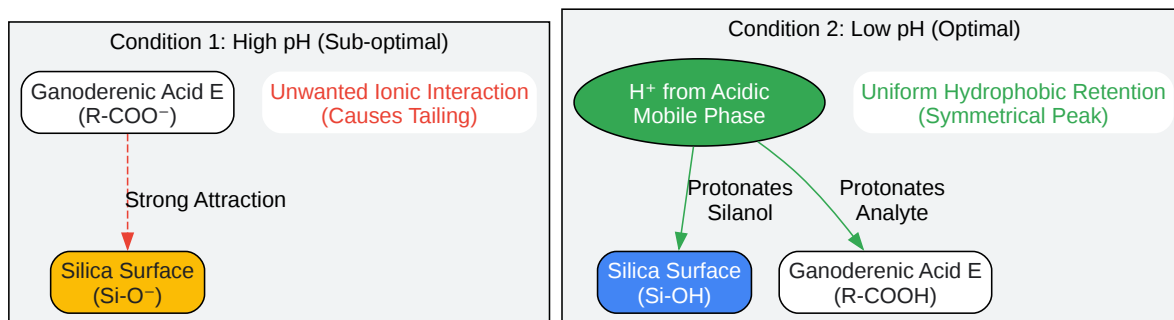 Condition 1: High pH (Sub-optimal)
Ganoderenic Acid E
(R-COO⁻)
Unwanted Ionic Interaction
(Causes Tailing)
Strong Attraction
Silica Surface
(Si-O⁻)
Condition 2: Low pH (Optimal)
H⁺ from Acidic
Mobile Phase
Uniform Hydrophobic Retention
(Symmetrical Peak)
Protonates
Silanol
Protonates
Analyte
Silica Surface
(Si-OH)
Ganoderenic Acid E
(R-COOH)